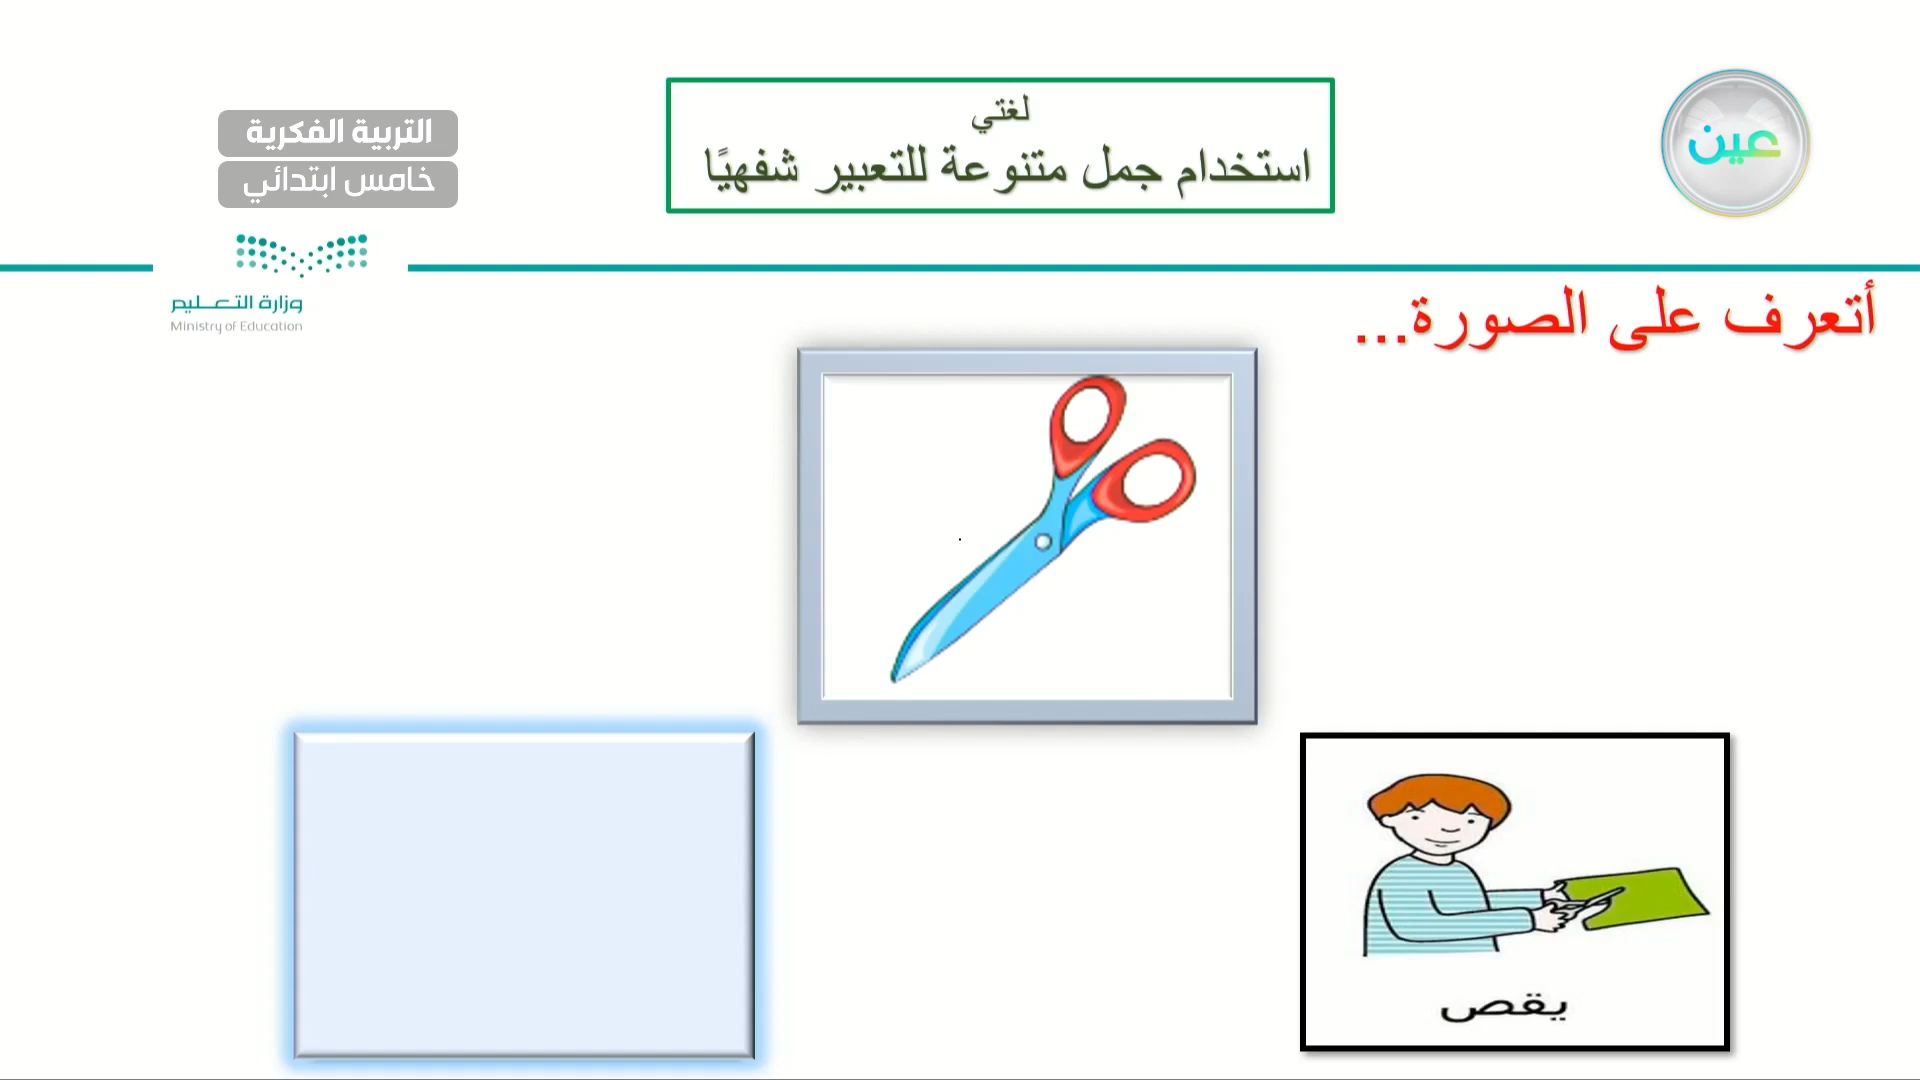 عين
لغتي
استخدام جمل متنوعة للتعبير شفهيًا
التربية الفكرية
خامس ابتدائي
وزارة التعـــليم
Ministry of Education
أتعرف على الصورة...
يقص